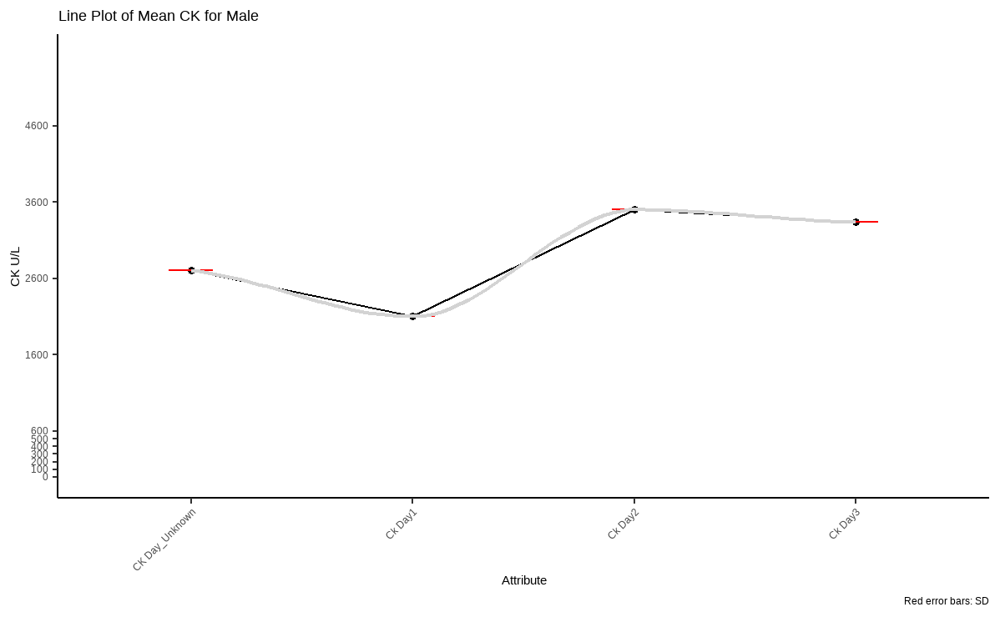 Line Plot of Mean CK for Male
CK U/L
4600
3600
2600
1600
600
500
400
300
200
100
0
CK Day_Unknown
Ck Day1
Ck Day2
Ck Day3
Attribute
Red error bars: SD